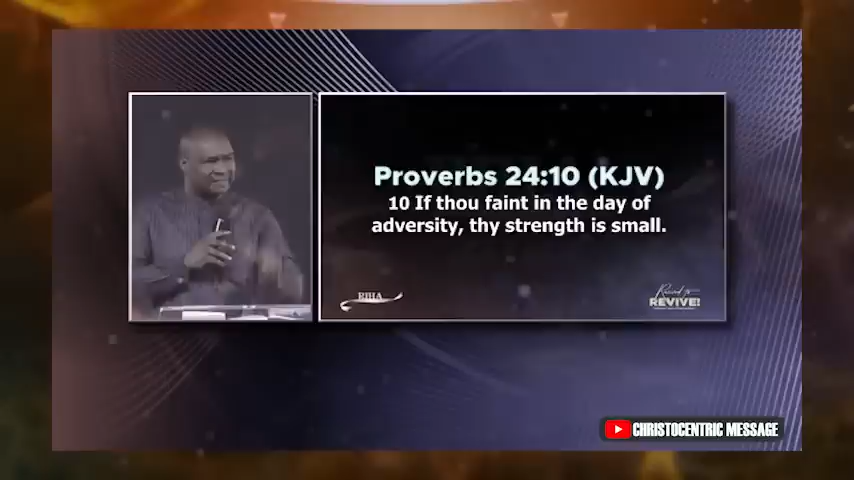 Proverbs 24:10 (KJV)
10 If thou faint in the day of
adversity, thy strength is small.
RIHA
REVIVE!
CHRISTOCENTRIC MESSAGE